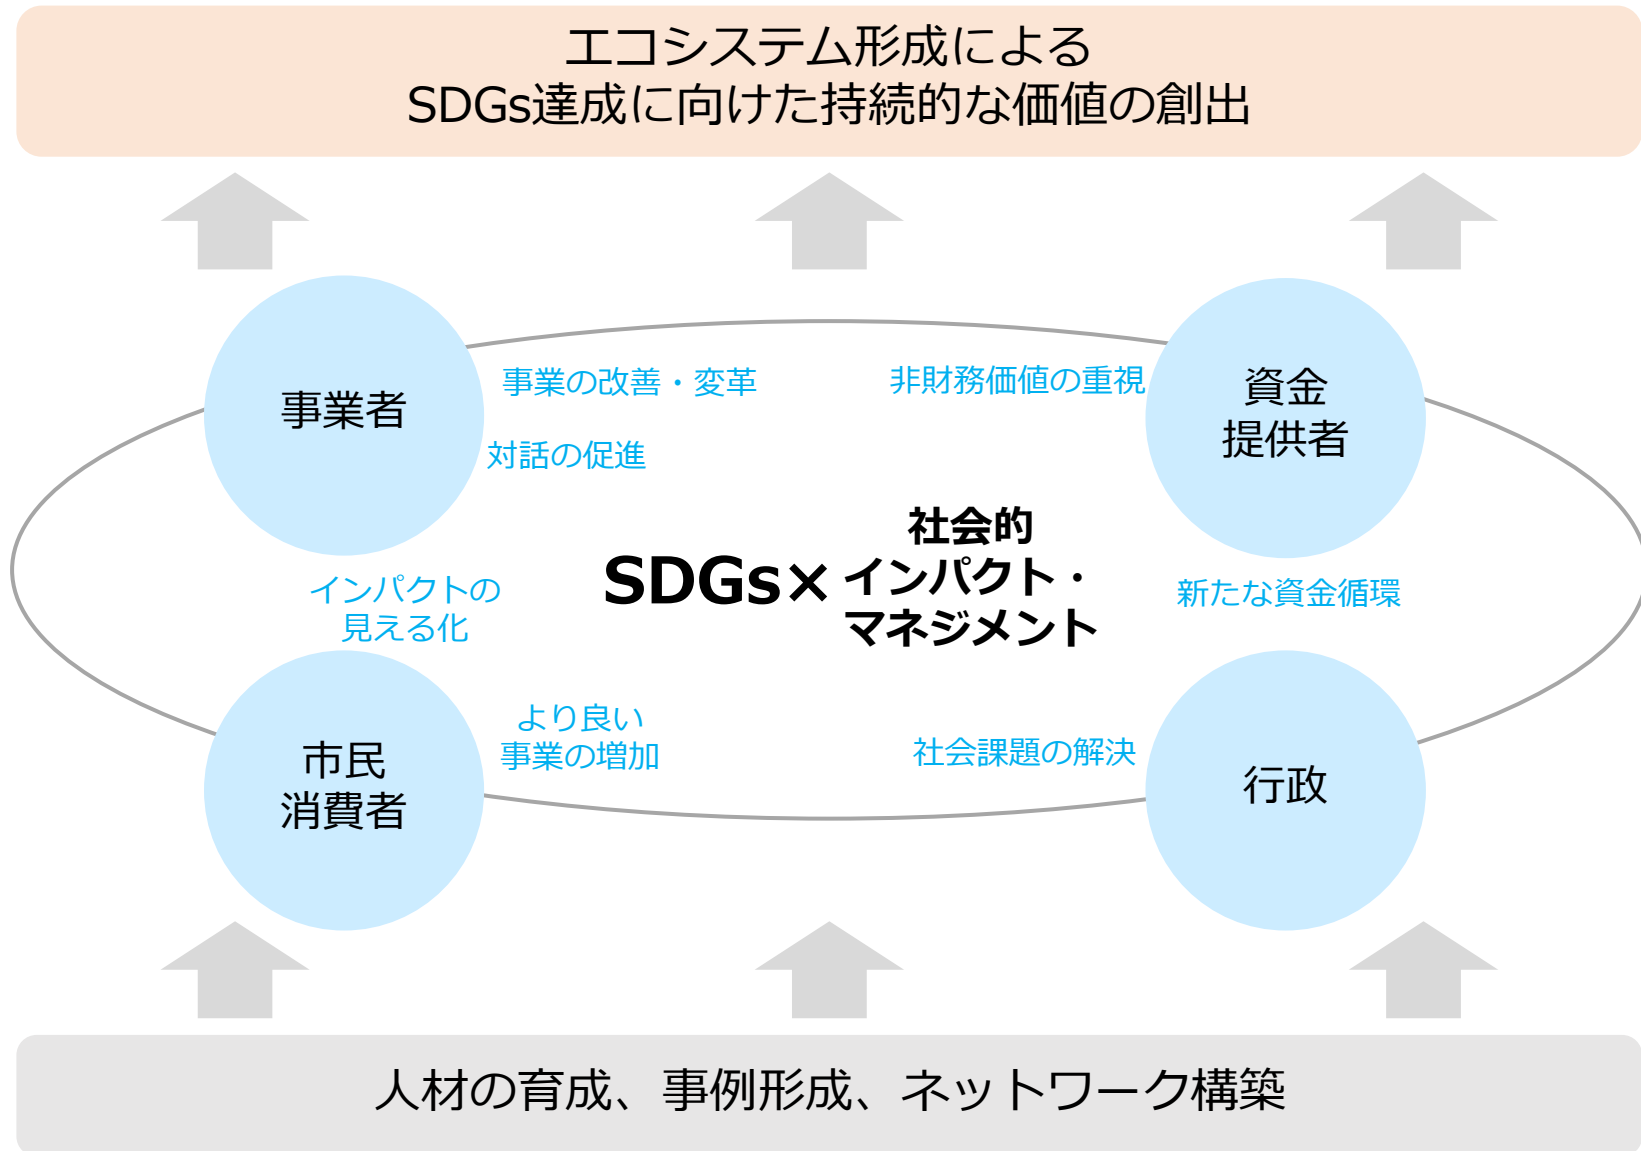 エコシステム形成による
SDGs達成に向けた持続的な価値の創出
事業者
事業の改善・変革
対話の促進
非財務価値の重視
資金
提供者
SDGs×
社会的
インパクト・
マネジメント
インパクトの
見える化
新たな資金循環
市民
消費者
より良い
事業の増加
社会課題の解決
行政
人材の育成、事例形成、ネットワーク構築